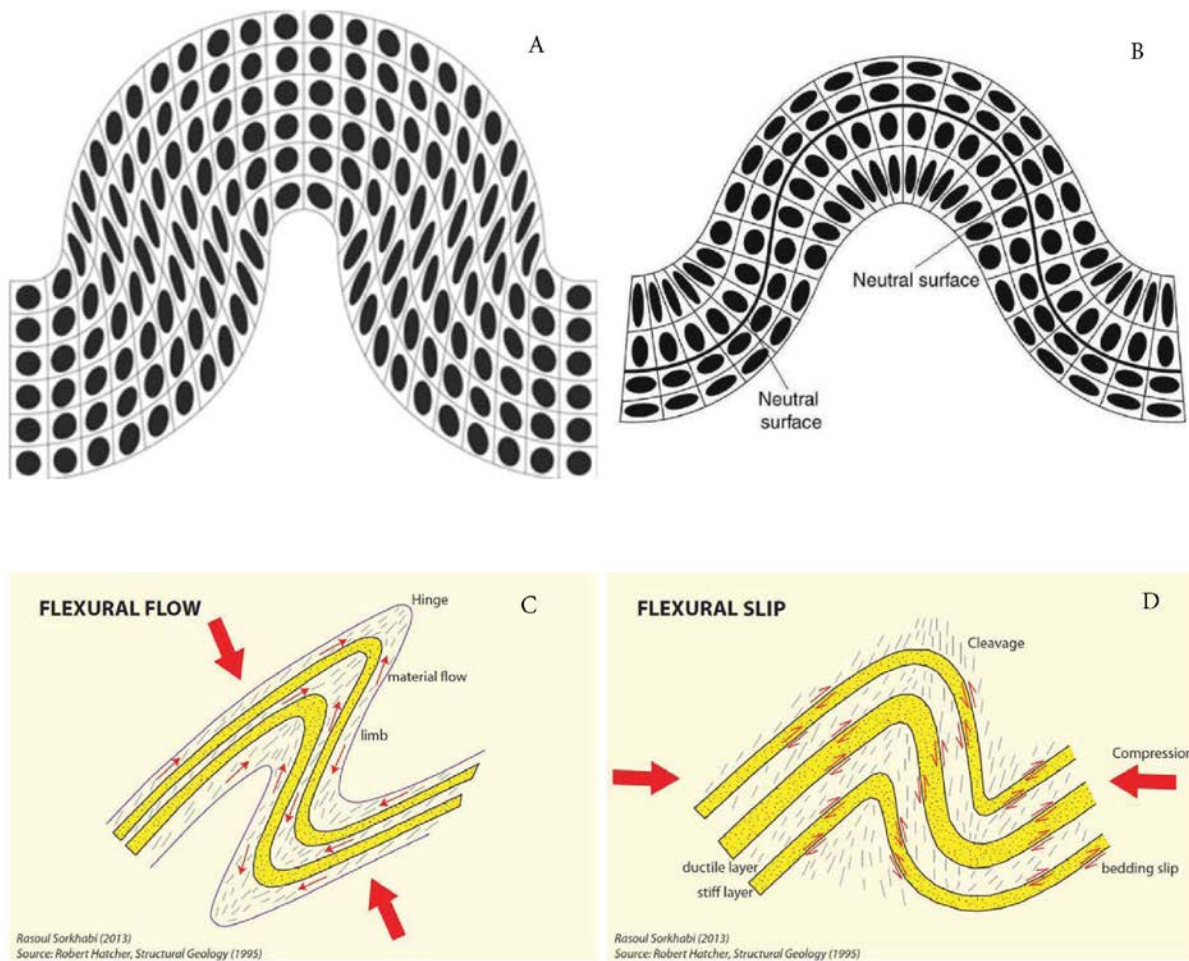 A
B
Neutral surface
Neutral
surface
FLEXURAL FLOW
C
Hinge
material flow
limb
Rasoul Sorkhabi (2013)
Source: Robert Hatcher, Structural Geology (1995)
FLEXURAL SLIP
D
Cleavage
Compression
ductile layer
stiff layer
bedding slip
Rasoul Sorkhabi (2013)
Source: Robert Hatcher, Structural Geology (1995)